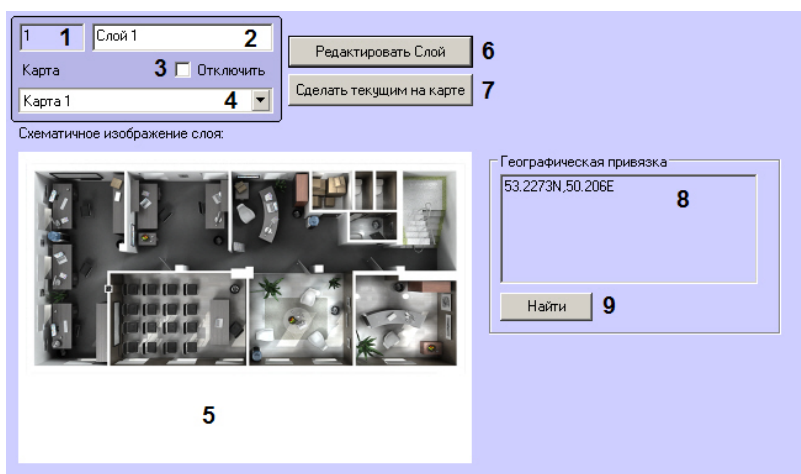 1 1 Слой 1 2
Карта 3 Отключить
Карта 1 4
Редактировать Слой 6
Сделать текущим на карте 7
Схематичное изображение слоя:
5
Географическая привязка
53.2273N,50.206E 8
Найти 9